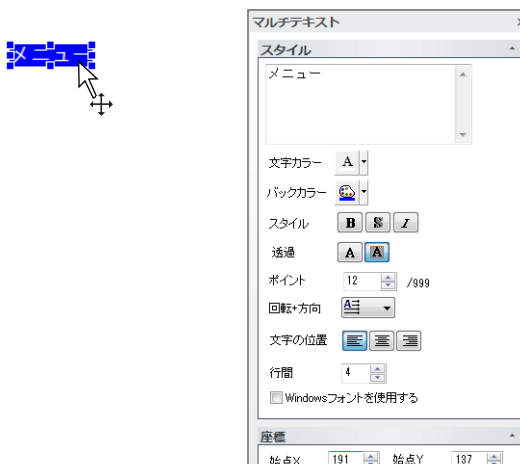 メニュー
マルチテキスト
スタイル
メニュー
文字カラー A
バックカラー
スタイル B S I
透過 A A
ポイント 12 /999
回転+方向 A
文字の位置
行間 4
Windowsフォントを使用する
座標
始点X 191 始点Y 137